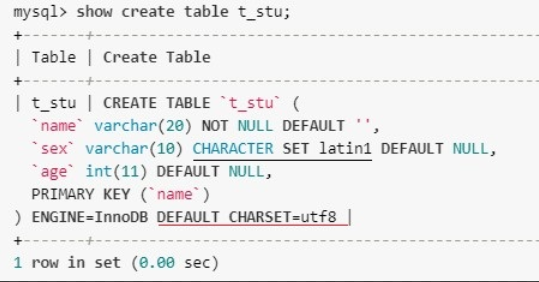 mysql> show create table t_stu;
+-------+--------------------------------------------------
| Table | Create Table
+-------+--------------------------------------------------
| t_stu | CREATE TABLE `t_stu` (
`name` varchar(20) NOT NULL DEFAULT '',
`sex` varchar(10) CHARACTER SET latin1 DEFAULT NULL,
`age` int(11) DEFAULT NULL,
PRIMARY KEY (`name`)
) ENGINE=InnoDB DEFAULT CHARSET=utf8 |
+-------+--------------------------------------------------
1 row in set (0.00 sec)